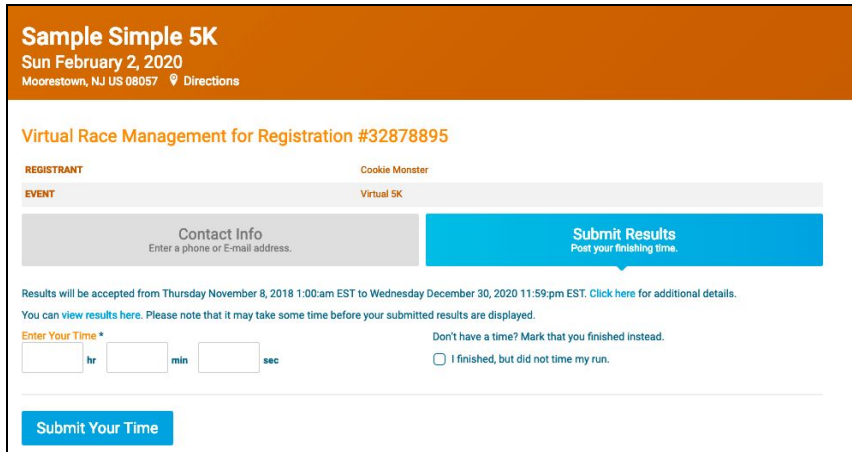 Sample Simple 5K
Sun February 2, 2020
Moorestown, NJ US 08057 Directions
Virtual Race Management for Registration #32878895
REGISTRANT Cookie Monster
EVENT Virtual 5K
Contact Info
Enter a phone or E-mail address.
Submit Results
Post your finishing time.
Results will be accepted from Thursday November 8, 2018 1:00:am EST to Wednesday December 30, 2020 11:59:pm EST. Click here for additional details.
You can view results here. Please note that it may take some time before your submitted results are displayed.
Enter Your Time *
hr min sec
Don't have a time? Mark that you finished instead.
I finished, but did not time my run.
Submit Your Time